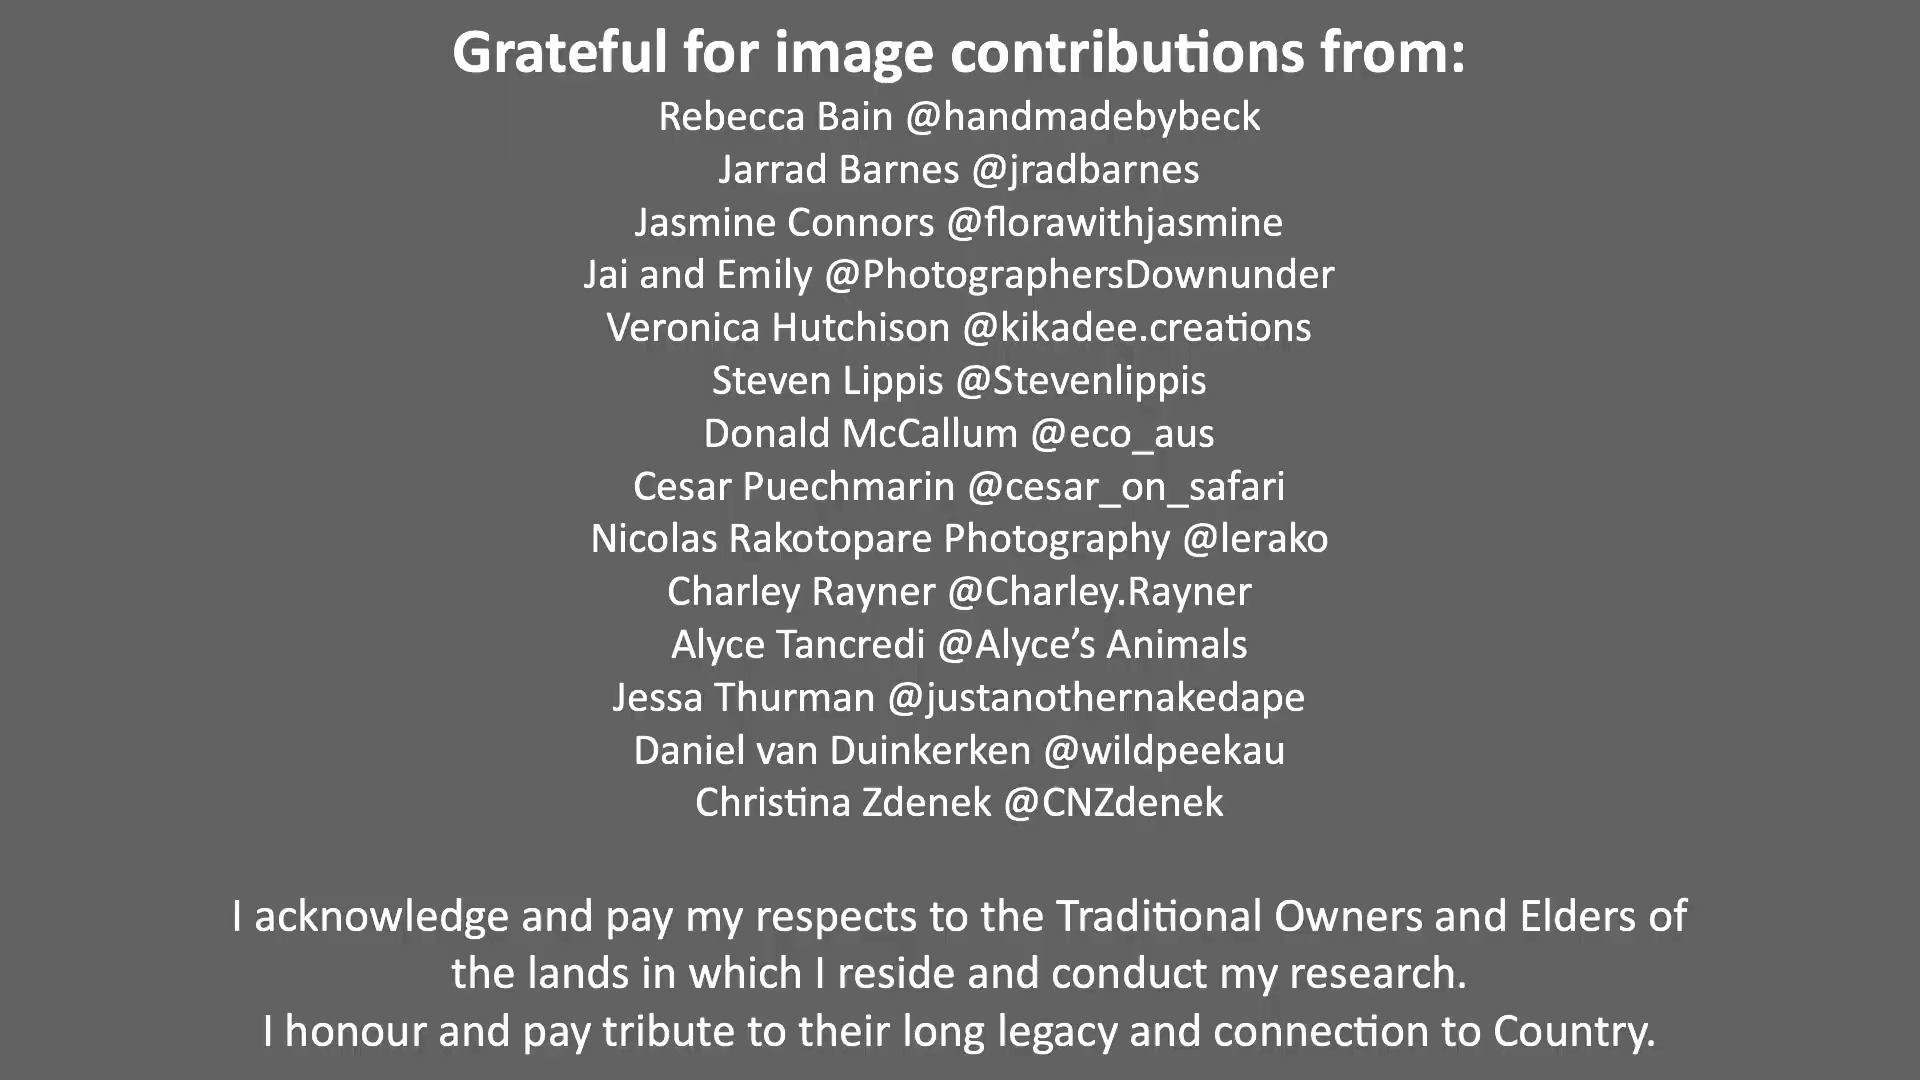 Grateful for image contributions from:
Rebecca Bain @handmadebybeck
Jarrad Barnes @jradbarnes
Jasmine Connors @florawithjasmine
Jai and Emily @PhotographersDownunder
Veronica Hutchison @kikadee.creations
Steven Lippis @Stevenlippis
Donald McCallum @eco_aus
Cesar Puechmarin @cesar_on_safari
Nicolas Rakotopare Photography @lerako
Charley Rayner @Charley.Rayner
Alyce Tancredi @Alyce’s Animals
Jessa Thurman @justanothernakedape
Daniel van Duinkerken @wildpeekau
Christina Zdenek @CNZdenek
I acknowledge and pay my respects to the Traditional Owners and Elders of
the lands in which I reside and conduct my research.
I honour and pay tribute to their long legacy and connection to Country.